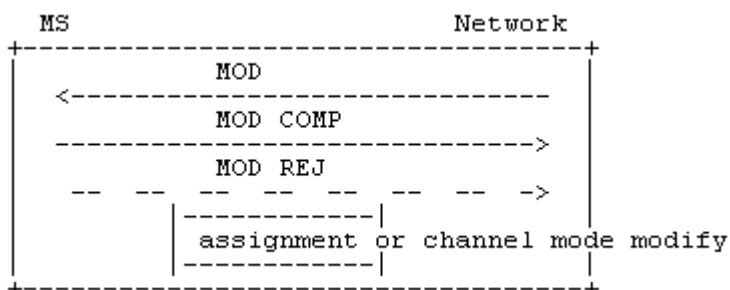 MS Network
MOD
MOD COMP
MOD REJ
assignment or channel mode modify